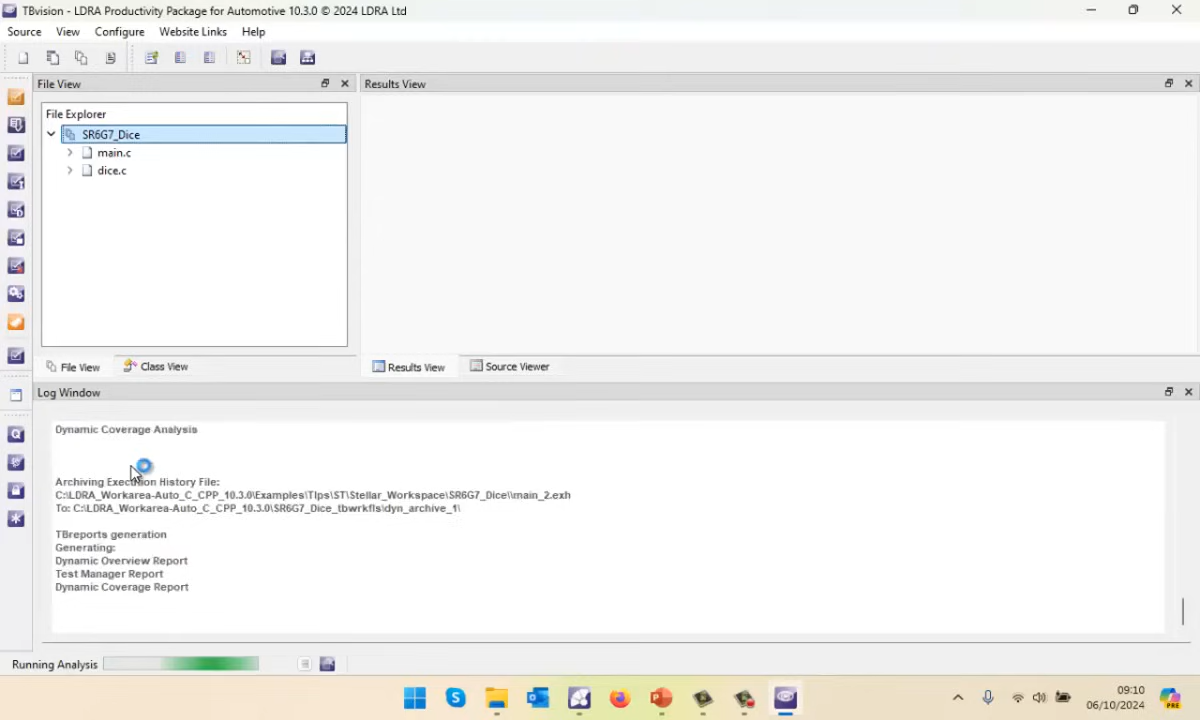 TBvision - LDRA Productivity Package for Automotive 10.3.0 © 2024 LDRA Ltd
Source View Configure Website Links Help
File View
Results View
File Explorer
SR6G7_Dice
main.c
dice.c
File View Class View
Results View Source Viewer
Log Window
Dynamic Coverage Analysis
Archiving Execution History File:
C:\LDRA_Workarea-Auto_C_CPP_10.3.0\Examples\Tlps\ST\Stellar_Workspace\SR6G7_Dice\\main_2.exh
To: C:\LDRA_Workarea-Auto_C_CPP_10.3.0\SR6G7_Dice_tbwrkfls\dyn_archive_1\
TBreports generation
Generating:
Dynamic Overview Report
Test Manager Report
Dynamic Coverage Report
Running Analysis
09:10
06/10/2024
PRE